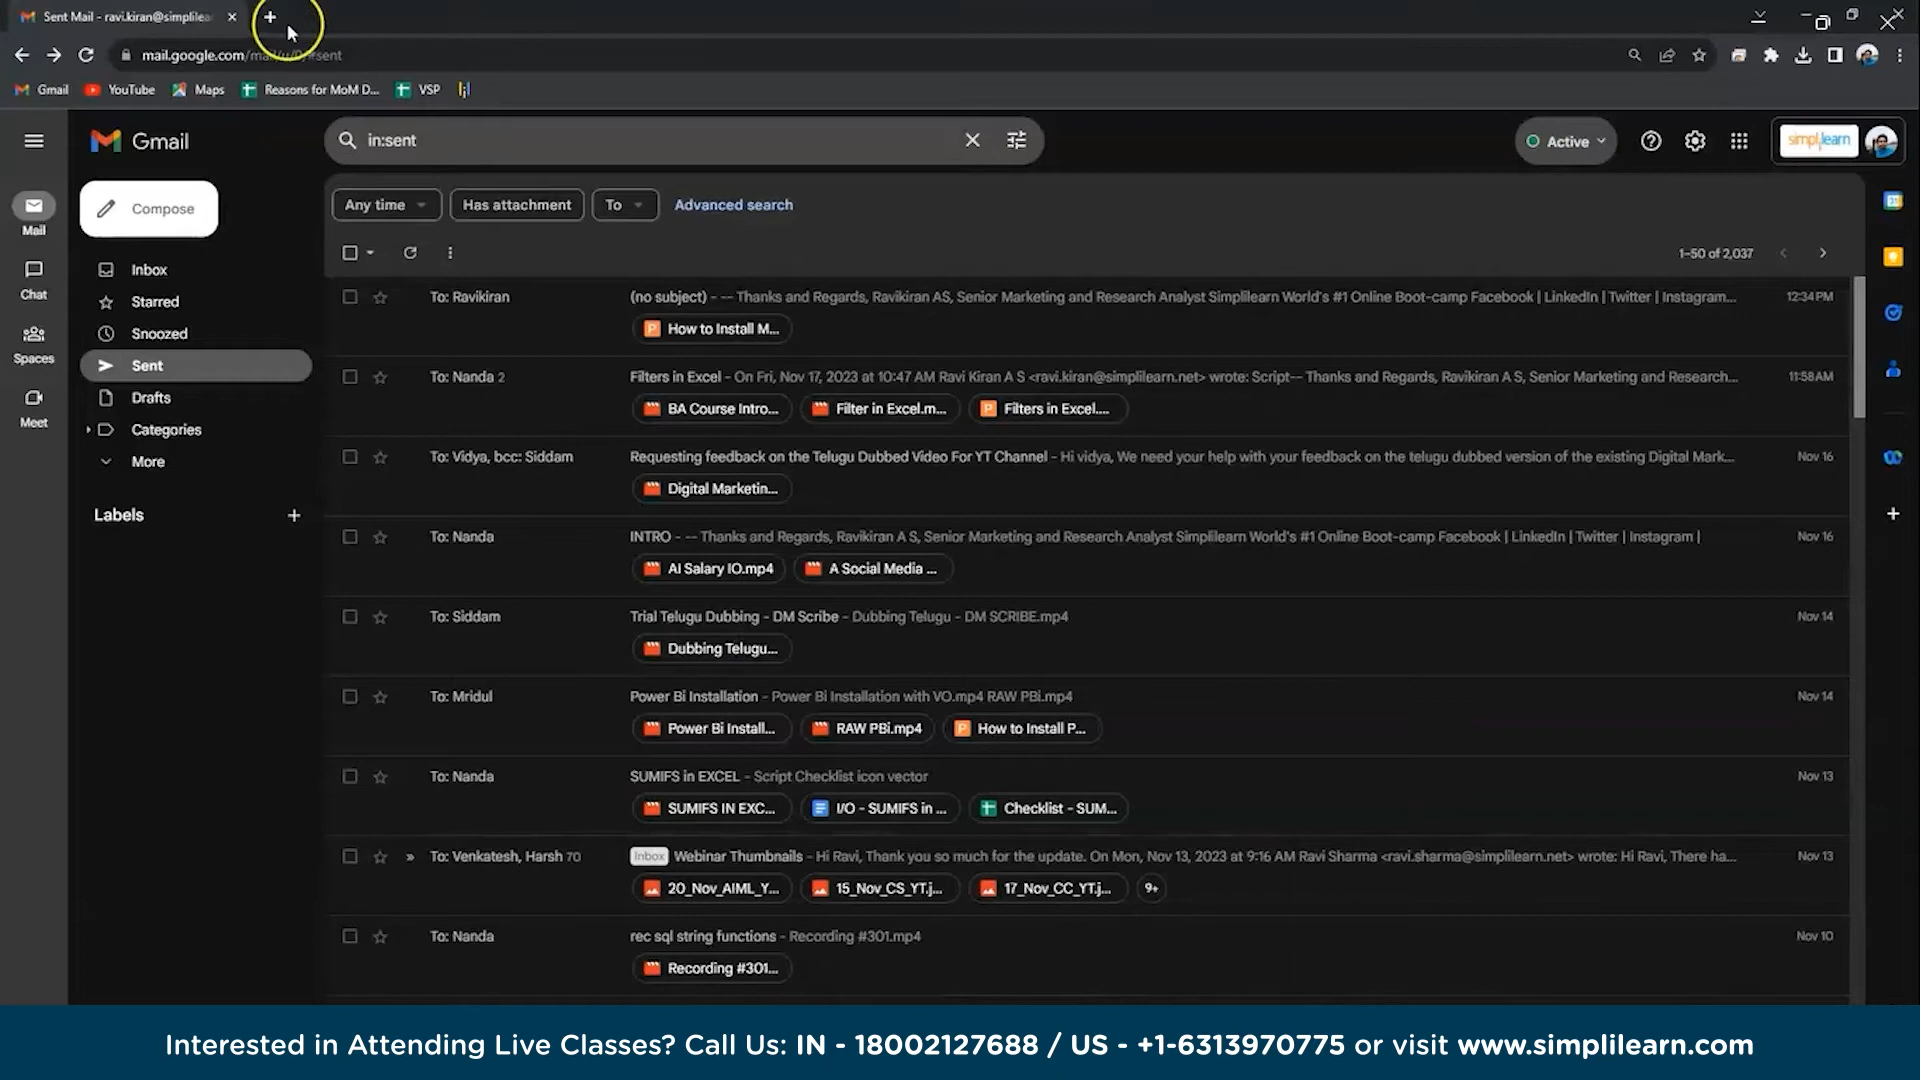 Sent Mail - ravi.kiran@simplilea
mail.google.com/mail/u/0/#sent
Gmail YouTube Maps Reasons for MoM D... VSP
Gmail
in:sent
Active
simplilearn
Compose
Any time Has attachment To Advanced search
Mail
1-50 of 2,037
Inbox
Chat
Starred
Snoozed
Spaces
Sent
Drafts
Meet
Categories
More
Labels
To: Ravikiran (no subject) - -- Thanks and Regards, Ravikiran AS, Senior Marketing and Research Analyst Simplilearn World's #1 Online Boot-camp Facebook | LinkedIn | Twitter | Instagram... 12:34 PM
How to Install M...
To: Nanda 2 Filters in Excel - On Fri, Nov 17, 2023 at 10:47 AM Ravi Kiran A S <ravi.kiran@simplilearn.net> wrote: Script-- Thanks and Regards, Ravikiran A S, Senior Marketing and Research... 11:58 AM
BA Course Intro... Filter in Excel.m... Filters in Excel....
To: Vidya, bcc: Siddam Requesting feedback on the Telugu Dubbed Video For YT Channel - Hi vidya, We need your help with your feedback on the telugu dubbed version of the existing Digital Mark... Nov 16
Digital Marketin...
To: Nanda INTRO - -- Thanks and Regards, Ravikiran A S, Senior Marketing and Research Analyst Simplilearn World's #1 Online Boot-camp Facebook | LinkedIn | Twitter | Instagram | Nov 16
AI Salary IO.mp4 A Social Media ...
To: Siddam Trial Telugu Dubbing - DM Scribe - Dubbing Telugu - DM SCRIBE.mp4 Nov 14
Dubbing Telugu...
To: Mridul Power Bi Installation - Power Bi Installation with VO.mp4 RAW PBi.mp4 Nov 14
Power Bi Install... RAW PBi.mp4 How to Install P...
To: Nanda SUMIFS in EXCEL - Script Checklist icon vector Nov 13
SUMIFS IN EXC... I/O - SUMIFS in ... Checklist - SUM...
To: Venkatesh, Harsh 70 Inbox Webinar Thumbnails - Hi Ravi, Thank you so much for the update. On Mon, Nov 13, 2023 at 9:16 AM Ravi Sharma <ravi.sharma@simplilearn.net> wrote: Hi Ravi, There ha... Nov 13
20_Nov_AIML_Y... 15_Nov_CS_YT.j... 17_Nov_CC_YT.j... 9+
To: Nanda rec sql string functions - Recording #301.mp4 Nov 10
Recording #301...
Interested in Attending Live Classes? Call Us: IN - 18002127688 / US - +1-6313970775 or visit www.simplilearn.com